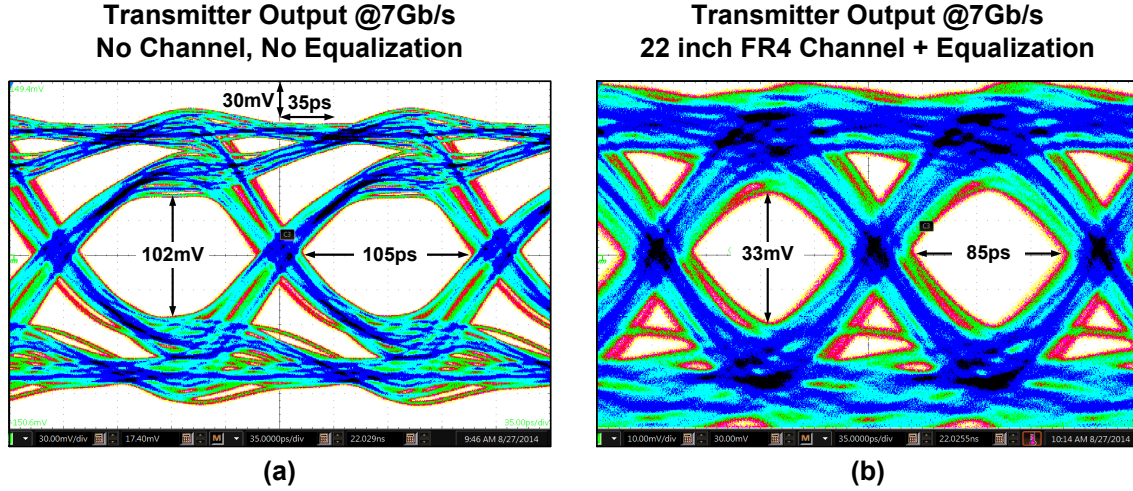 Transmitter Output @7Gb/s
No Channel, No Equalization
Transmitter Output @7Gb/s
22 inch FR4 Channel + Equalization
149.4mV
30mV
35ps
C3
102mV
105ps
150.6mV
35.00ps/div
30.00mV/div 17.40mV M 35.0000ps/div 22.029ns 9:46 AM 8/27/2014
C3
33mV
85ps
10.00mV/div 30.00mV M 35.0000ps/div 22.0255ns 10:14 AM 8/27/2014
(a)
(b)